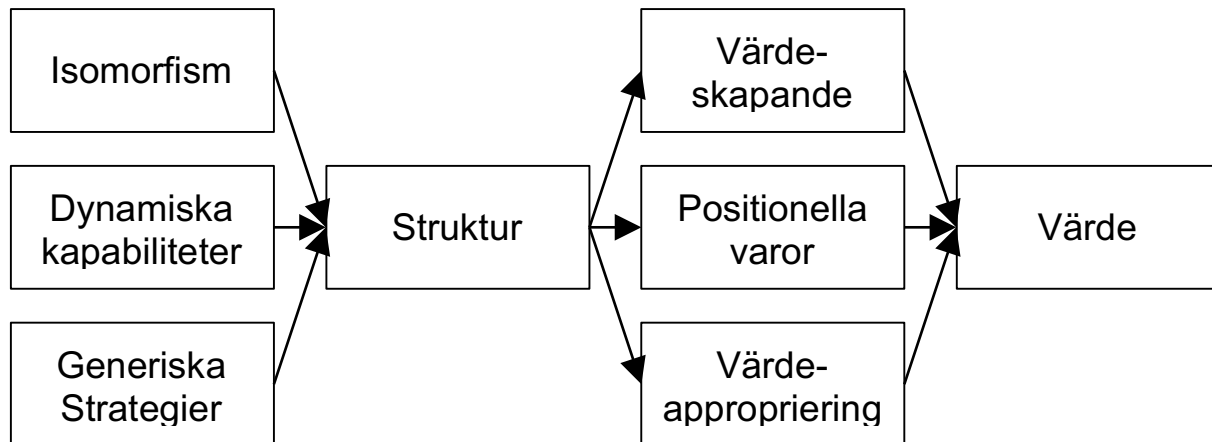 Isomorfism
Dynamiska
kapabiliteter
Generiska
Strategier
Struktur
Värde-
skapande
Positionella
varor
Värde-
appropriering
Värde